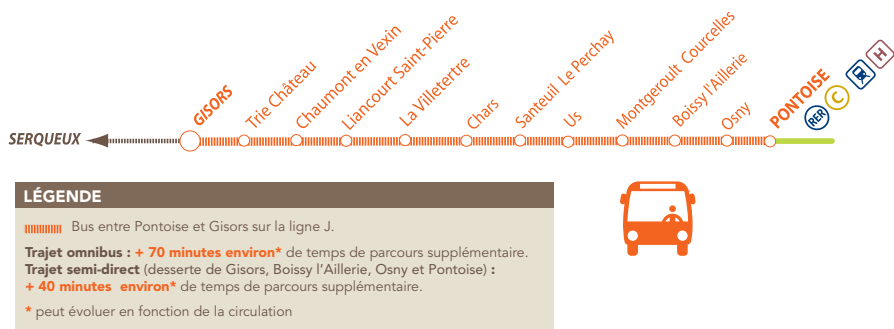 SERQUEUX
GISORS
Trie Château
Chaumont en Vexin
Liancourt Saint-Pierre
La Villetertre
Chars
Santeuil Le Perchay
Us
Montgeroult Courcelles
Boissy l'Aillerie
Osny
PONTOISE
RER
C
H
LÉGENDE
Bus entre Pontoise et Gisors sur la ligne J.
Trajet omnibus : + 70 minutes environ* de temps de parcours supplémentaire.
Trajet semi-direct (desserte de Gisors, Boissy l'Aillerie, Osny et Pontoise) :
+ 40 minutes environ* de temps de parcours supplémentaire.
* peut évoluer en fonction de la circulation